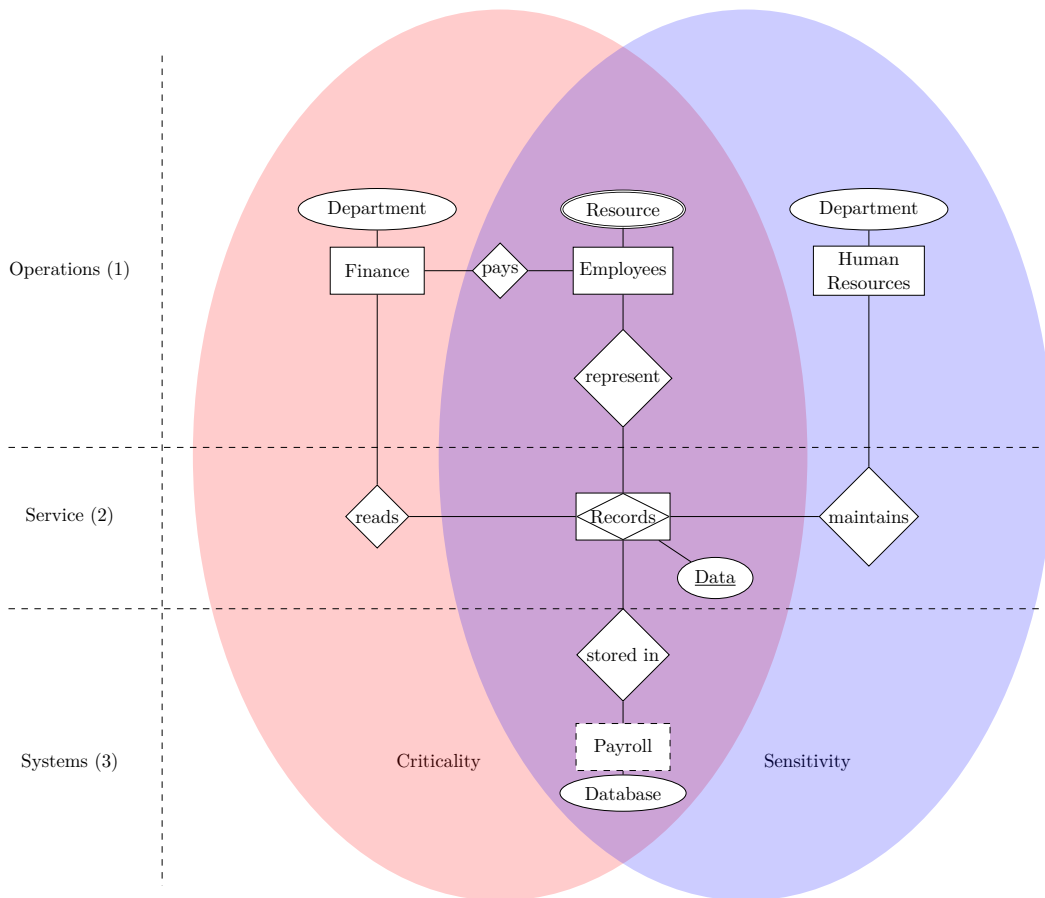 Department
Resource
Department
Operations (1)
Finance
pays
Employees
Human
Resources
represent
Service (2)
reads
Records
maintains
Data
stored in
Payroll
Systems (3)
Criticality
Sensitivity
Database